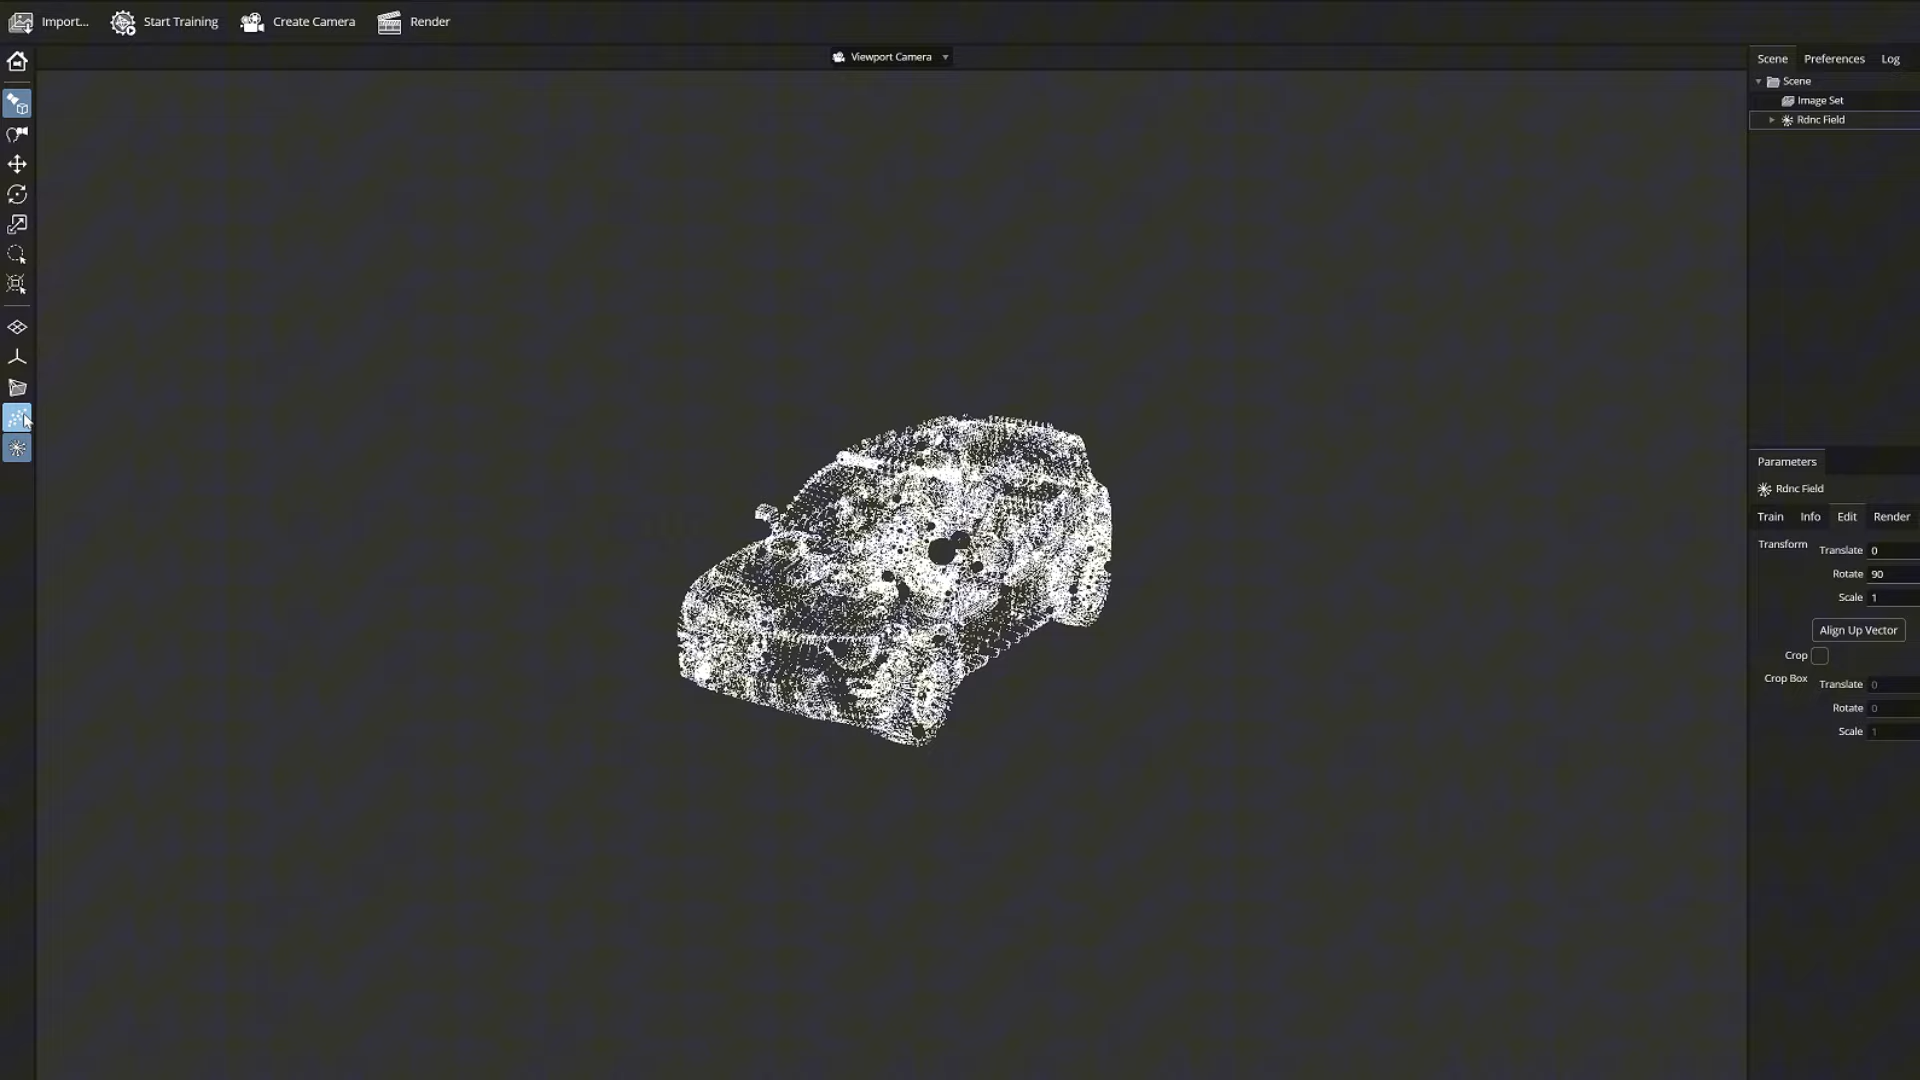 Import... Start Training Create Camera Render
Viewport Camera
Scene Preferences Log
Scene
Image Set
Rdnc Field
Parameters
Rdnc Field
Train Info Edit Render
Transform Translate 0
Rotate 90
Scale 1
Align Up Vector
Crop
Crop Box Translate 0
Rotate 0
Scale 1